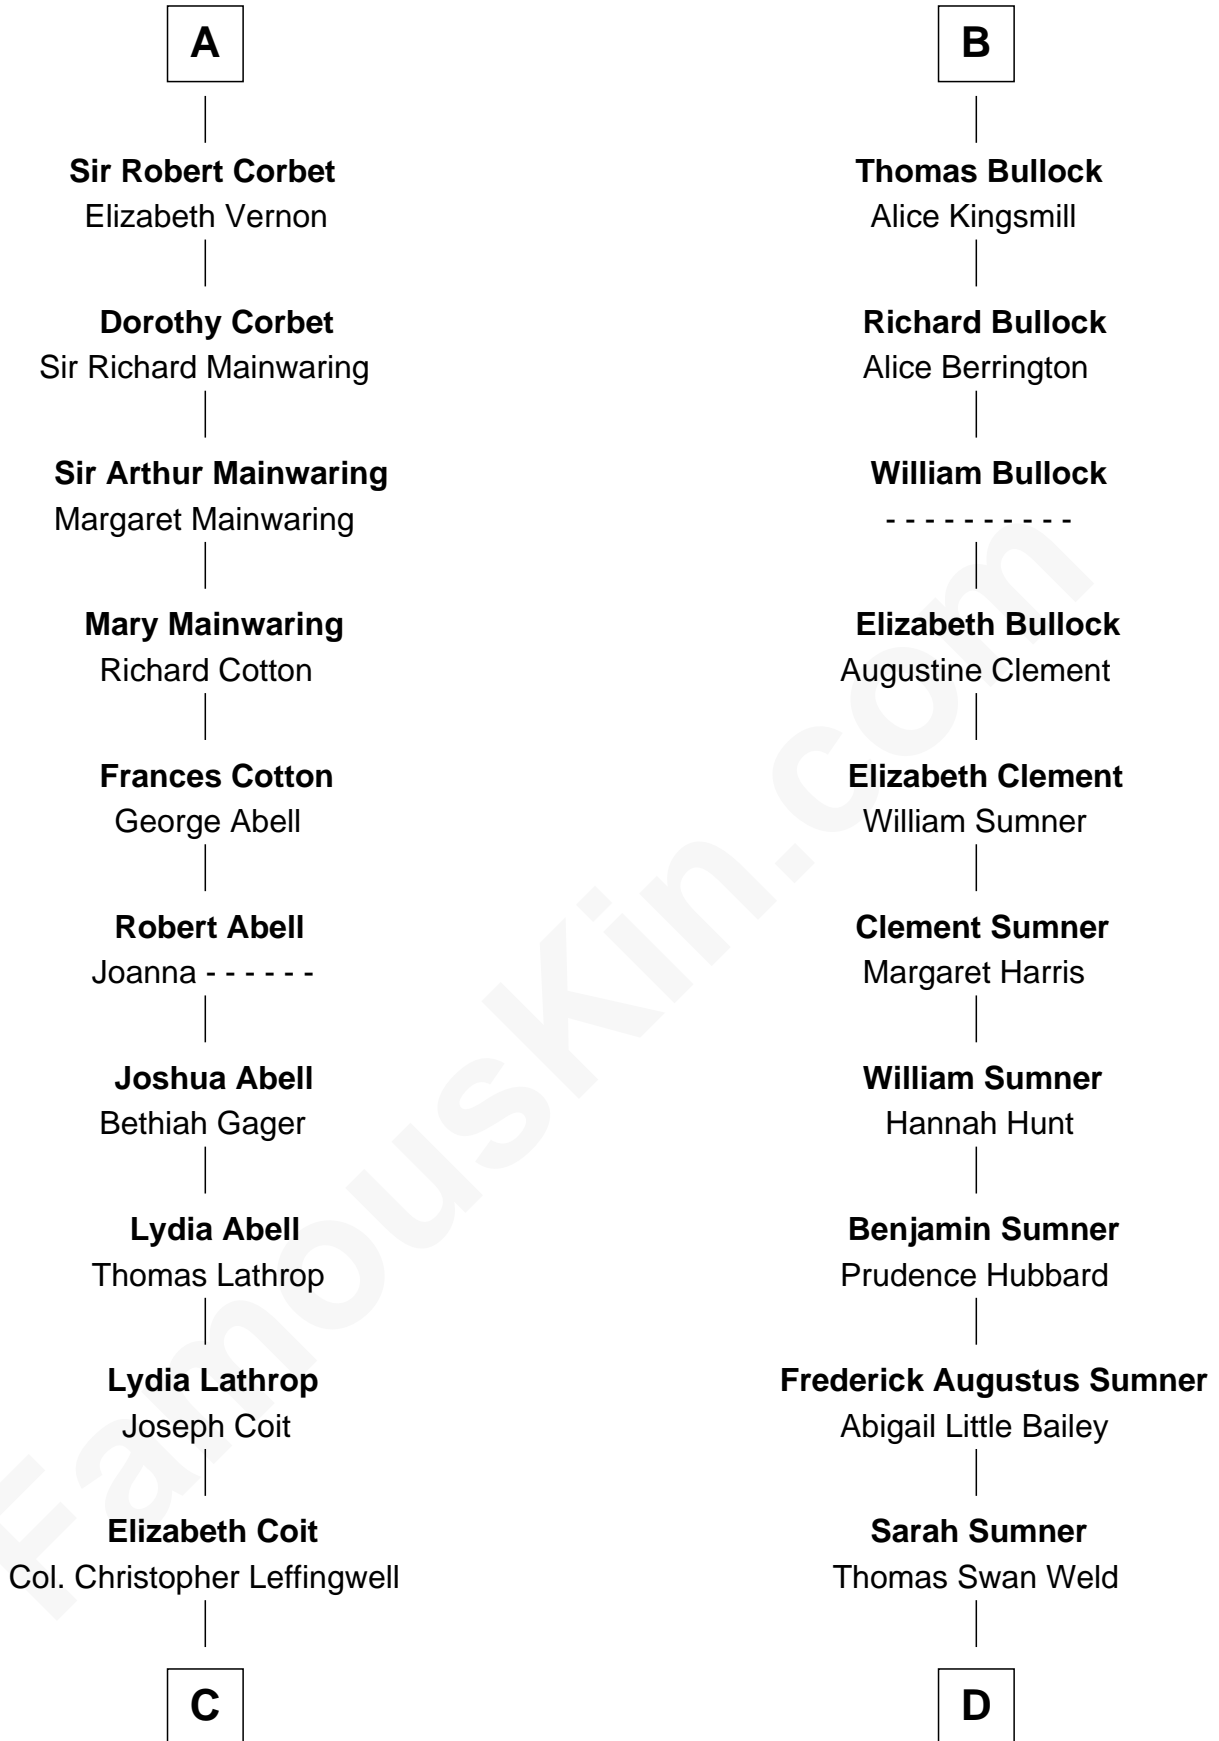 A
Sir Robert Corbet
Elizabeth Vernon
Dorothy Corbet
Sir Richard Mainwaring
Sir Arthur Mainwaring
Margaret Mainwaring
Mary Mainwaring
Richard Cotton
Frances Cotton
George Abell
Robert Abell
Joanna - - - - - -
Joshua Abell
Bethiah Gager
Lydia Abell
Thomas Lathrop
Lydia Lathrop
Joseph Coit
Elizabeth Coit
Col. Christopher Leffingwell
C
B
Thomas Bullock
Alice Kingsmill
Richard Bullock
Alice Berrington
William Bullock
- - - - - - - - - -
Elizabeth Bullock
Augustine Clement
Elizabeth Clement
William Sumner
Clement Sumner
Margaret Harris
William Sumner
Hannah Hunt
Benjamin Sumner
Prudence Hubbard
Frederick Augustus Sumner
Abigail Little Bailey
Sarah Sumner
Thomas Swan Weld
D
FamousKin.com